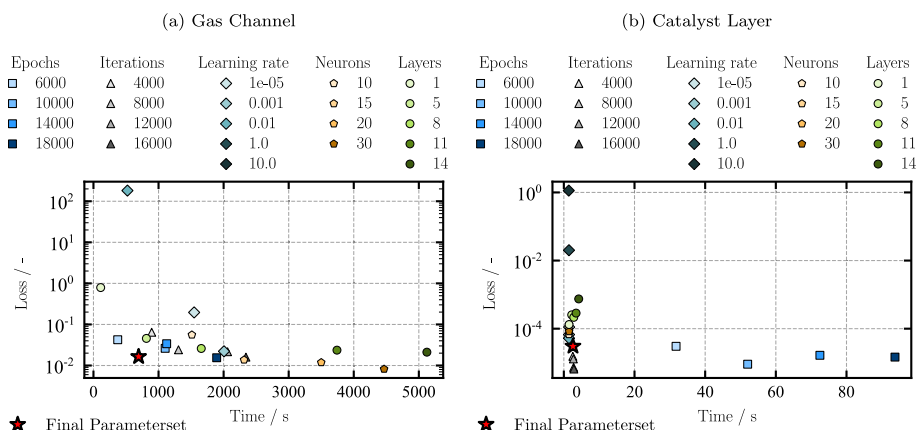 (a) Gas Channel
(b) Catalyst Layer
Epochs Iterations Learning rate Neurons Layers
6000 4000 1e-05 10 1
10000 8000 0.001 15 5
14000 12000 0.01 20 8
18000 16000 1.0 30 11
10.0 14
Epochs Iterations Learning rate Neurons Layers
6000 4000 1e-05 10 1
10000 8000 0.001 15 5
14000 12000 0.01 20 8
18000 16000 1.0 30 11
10.0 14
Loss / -
10²
10¹
10⁰
10⁻¹
10⁻²
0 1000 2000 3000 4000 5000
Time / s
Final Parameterset
Loss / -
10⁰
10⁻²
10⁻⁴
0 20 40 60 80
Time / s
Final Parameterset